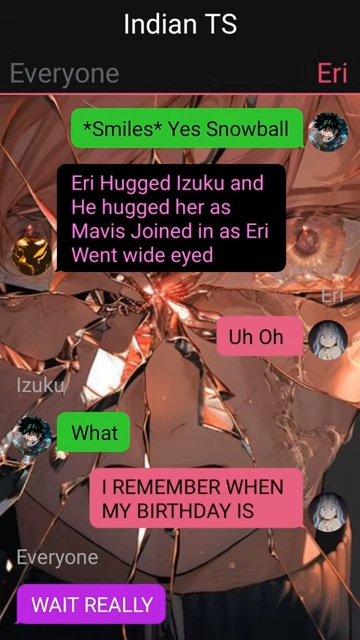 Indian TS
Everyone
Eri
*Smiles* Yes Snowball
Eri Hugged Izuku and
He hugged her as
Mavis Joined in as Eri
Went wide eyed
Eri
Uh Oh
Izuku
What
I REMEMBER WHEN
MY BIRTHDAY IS
Everyone
WAIT REALLY